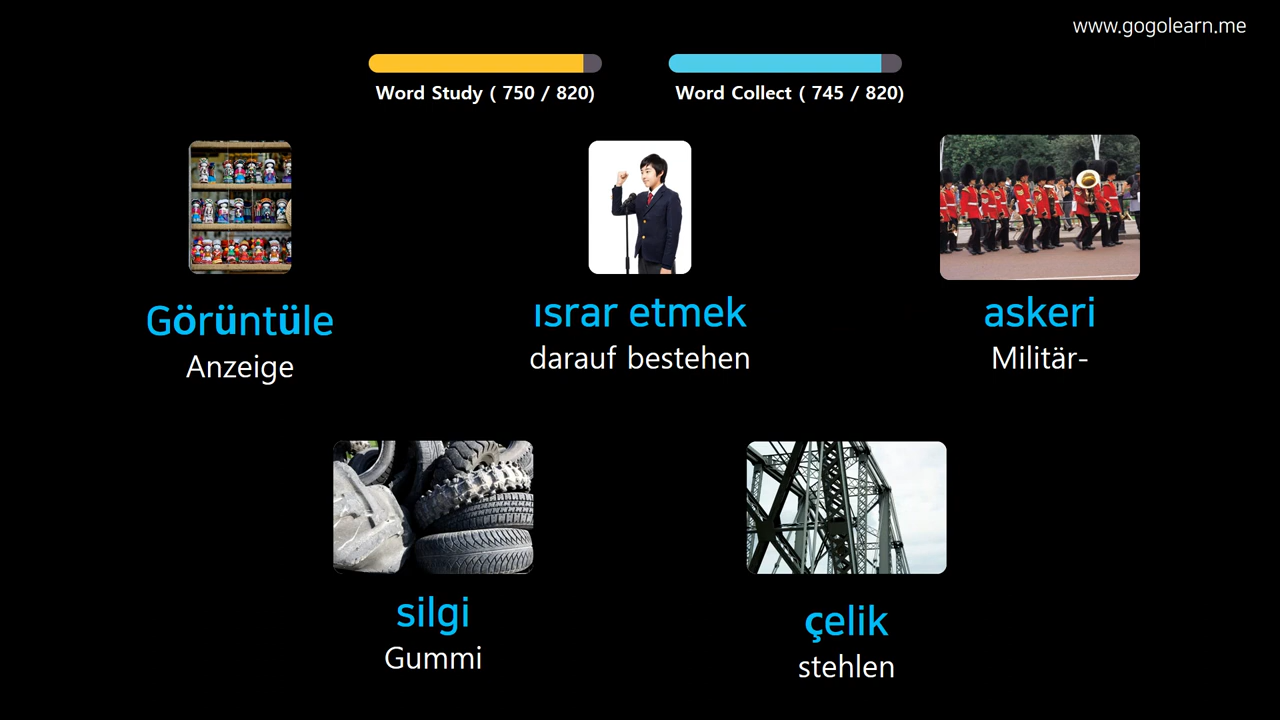 www.gogolearn.me
Word Study ( 750 / 820)
Word Collect ( 745 / 820)
Görüntüle
Anzeige
ısrar etmek
darauf bestehen
askeri
Militär-
silgi
Gummi
çelik
stehlen